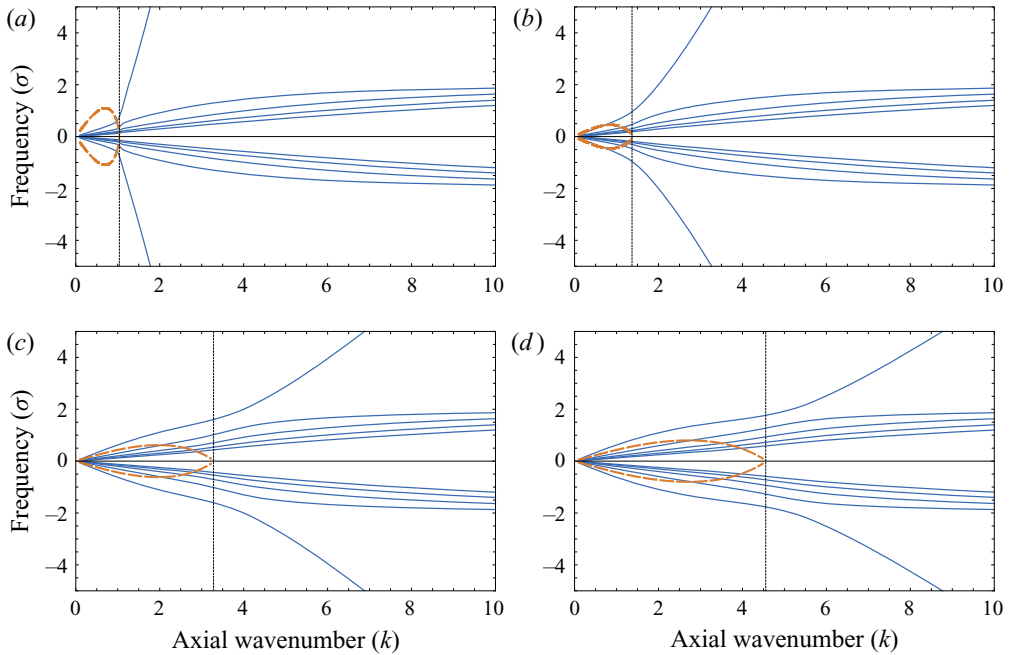 (a) (b)
4 4
2 2
Frequency (σ) 0 0
–2 –2
–4 –4
0 2 4 6 8 10 0 2 4 6 8 10
(c) (d)
4 4
2 2
Frequency (σ) 0 0
–2 –2
–4 –4
0 2 4 6 8 10 0 2 4 6 8 10
Axial wavenumber (k) Axial wavenumber (k)